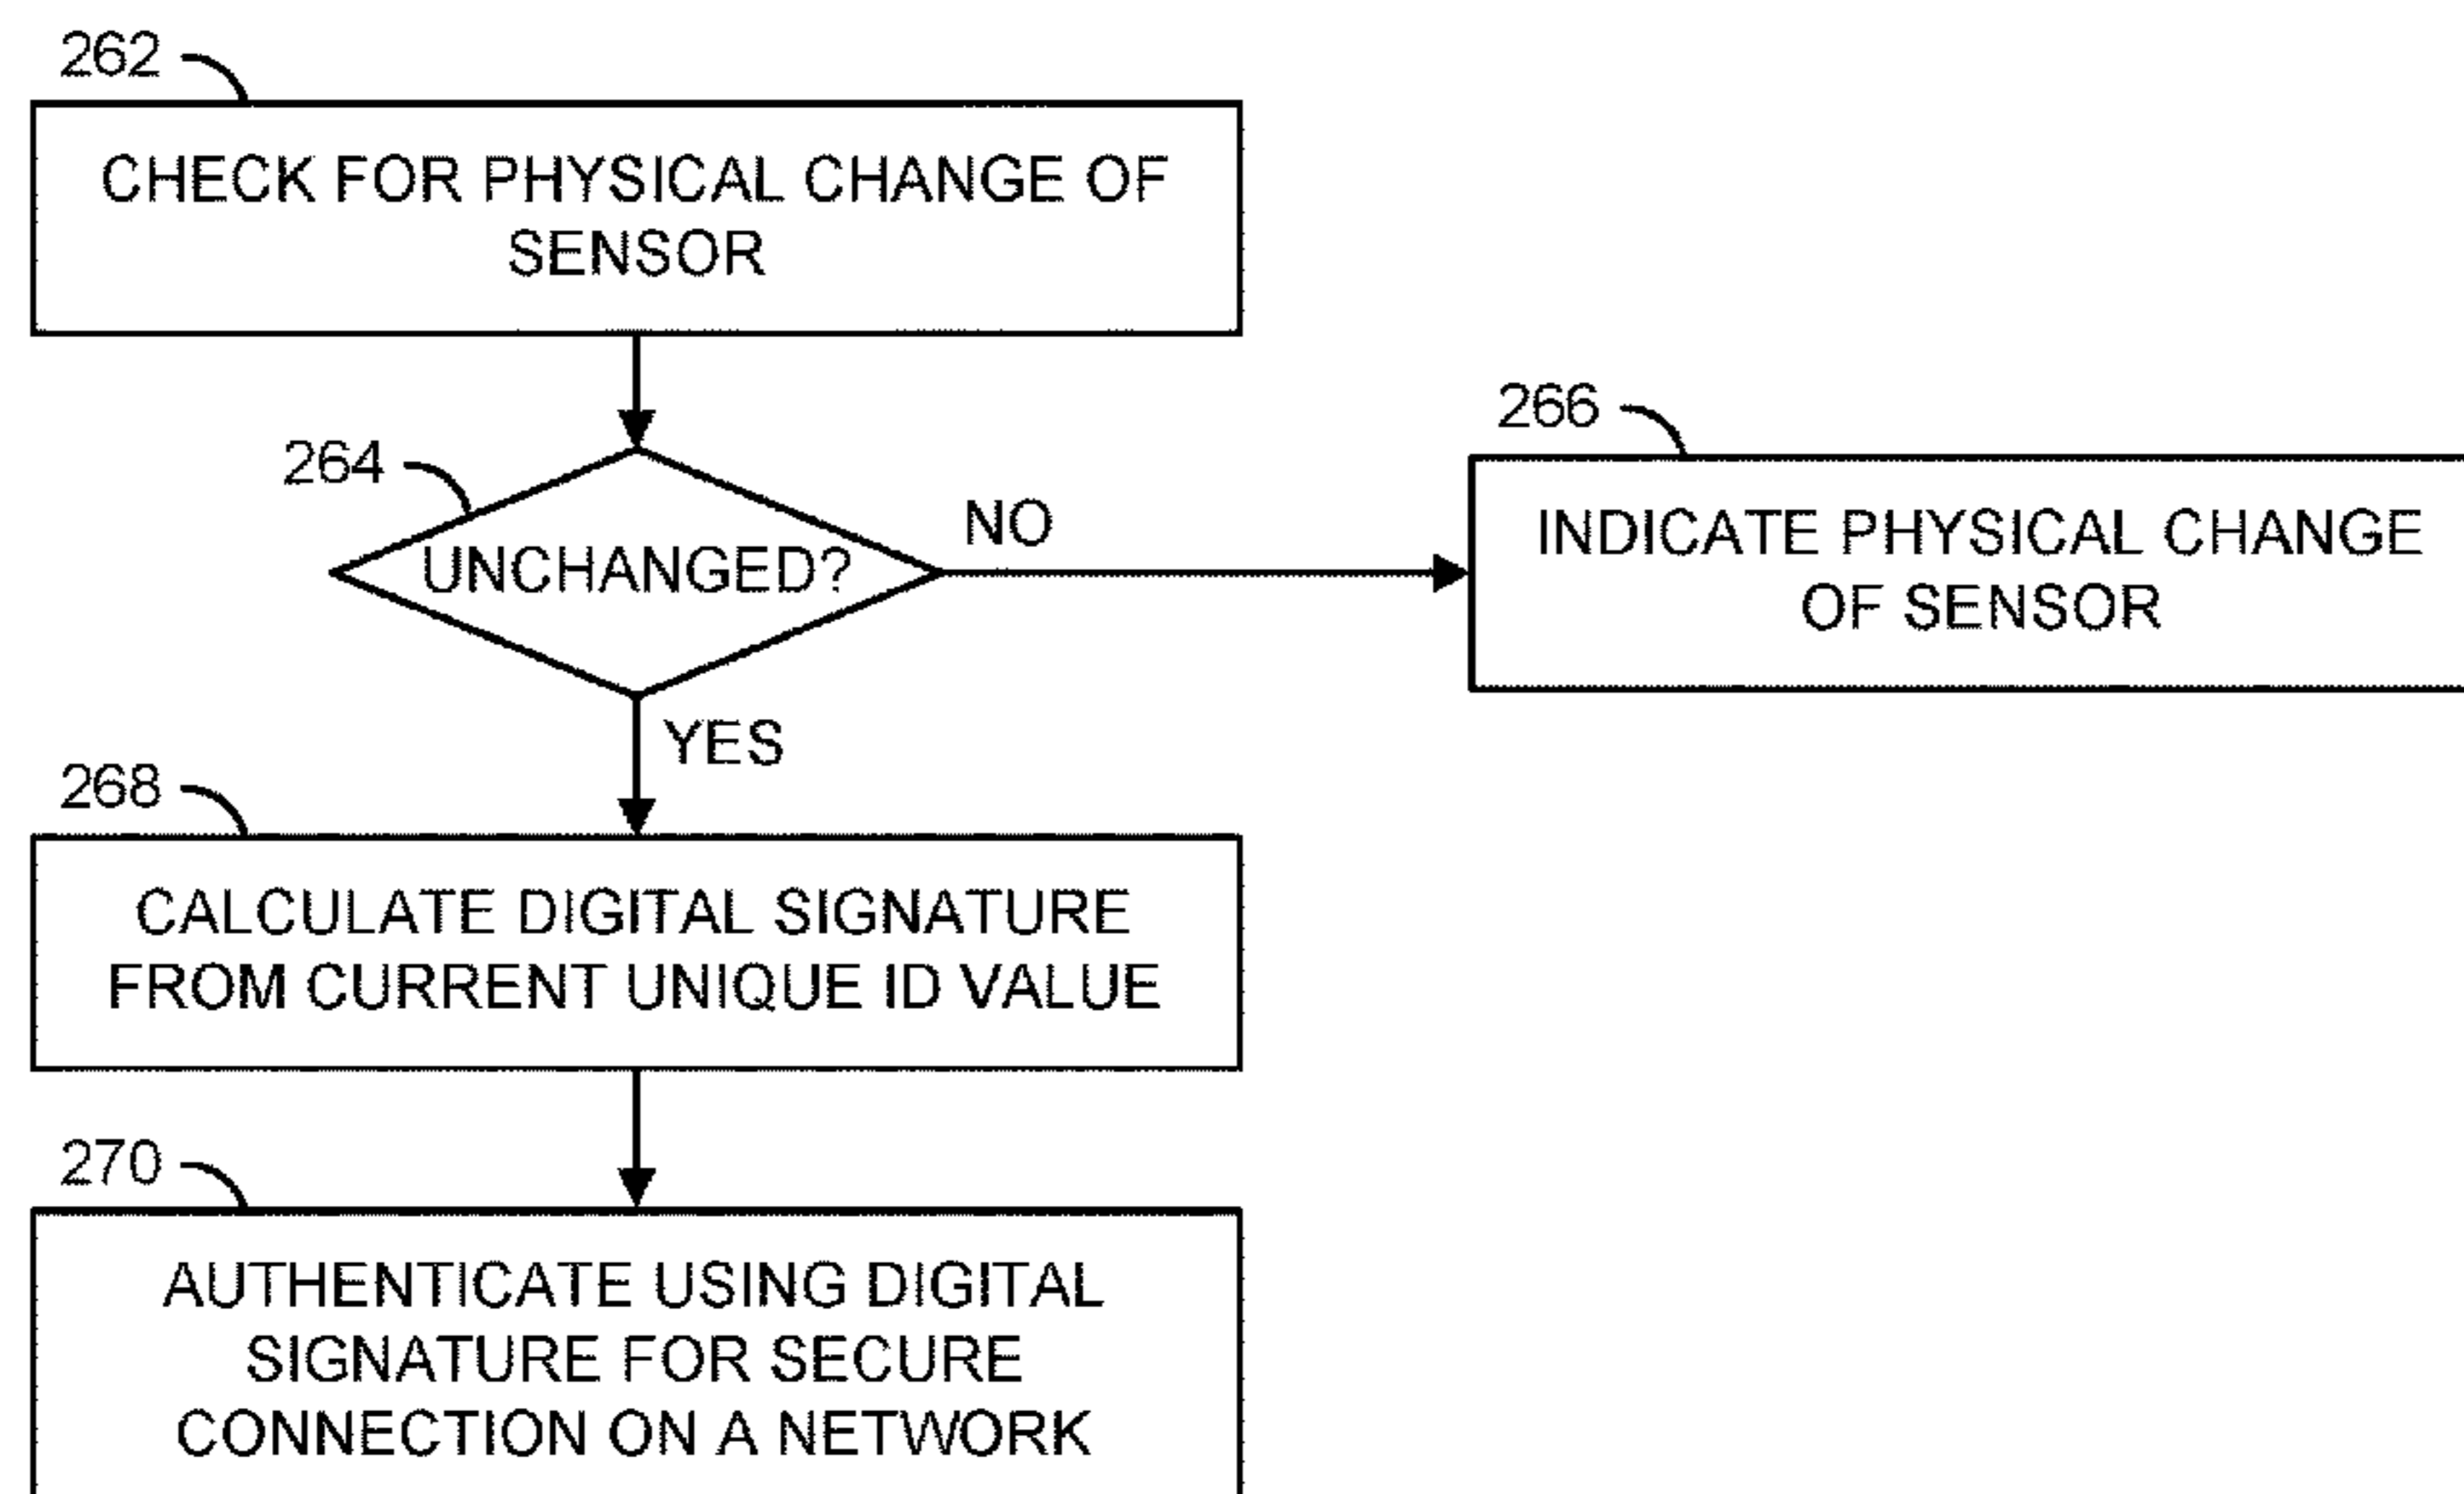 262
CHECK FOR PHYSICAL CHANGE OF
SENSOR
264
UNCHANGED?
NO
266
INDICATE PHYSICAL CHANGE
OF SENSOR
YES
268
CALCULATE DIGITAL SIGNATURE
FROM CURRENT UNIQUE ID VALUE
270
AUTHENTICATE USING DIGITAL
SIGNATURE FOR SECURE
CONNECTION ON A NETWORK